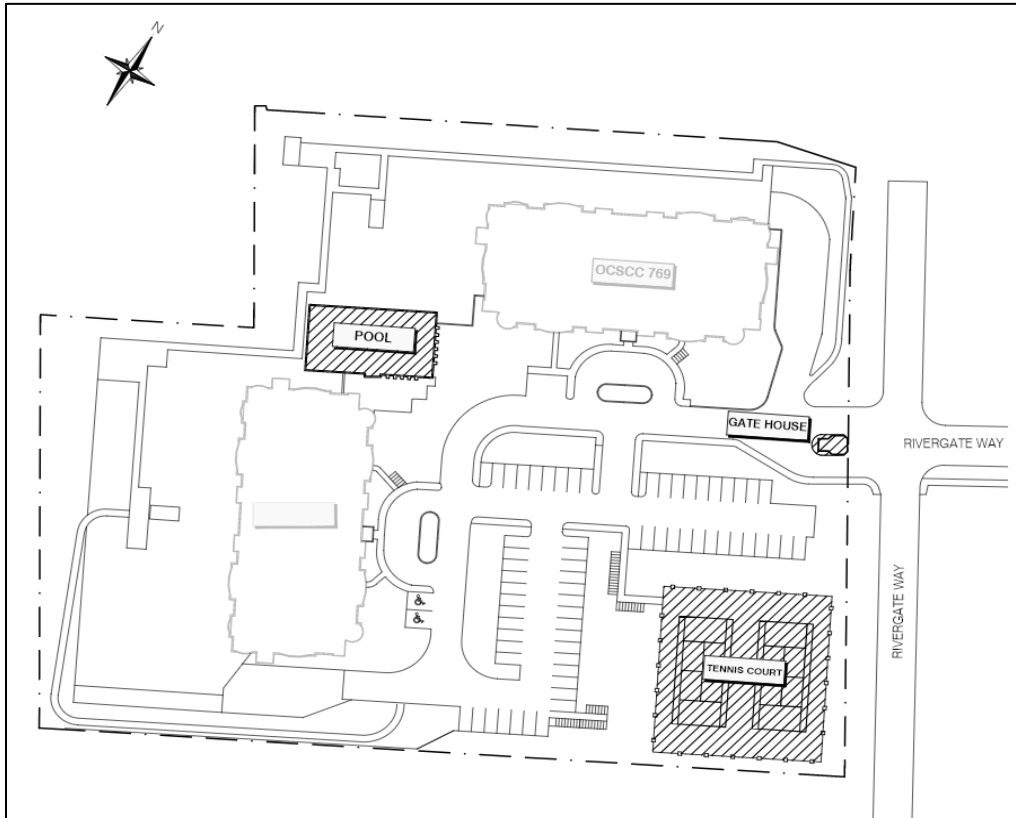 N
OCSCC 769
POOL
GATE HOUSE
RIVERGATE WAY
RIVERGATE WAY
TENNIS COURT